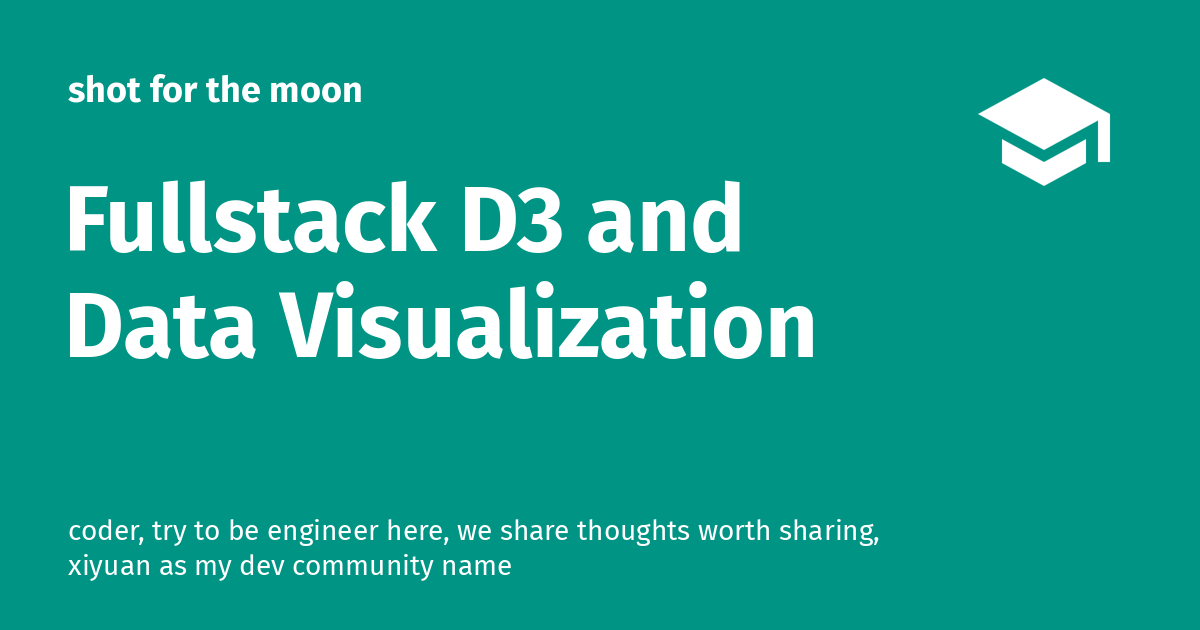 shot for the moon
Fullstack D3 and
Data Visualization
coder, try to be engineer here, we share thoughts worth sharing,
xiyuan as my dev community name